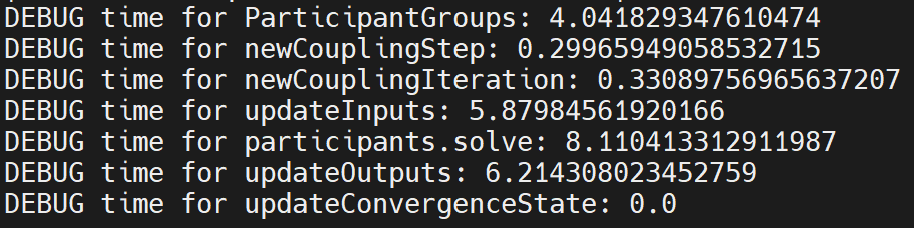 DEBUG time for ParticipantGroups: 4.041829347610474
DEBUG time for newCouplingStep: 0.29965949058532715
DEBUG time for newCouplingIteration: 0.33089756965637207
DEBUG time for updateInputs: 5.87984561920166
DEBUG time for participants.solve: 8.110413312911987
DEBUG time for updateOutputs: 6.214308023452759
DEBUG time for updateConvergenceState: 0.0